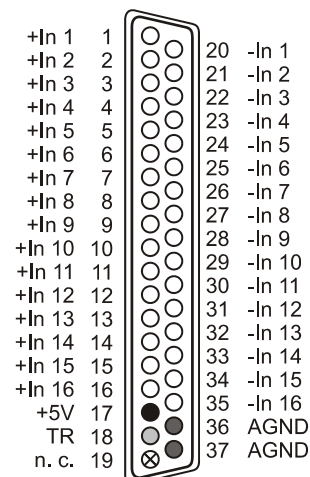 +In 1 1
+In 2 2
+In 3 3
+In 4 4
+In 5 5
+In 6 6
+In 7 7
+In 8 8
+In 9 9
+In 10 10
+In 11 11
+In 12 12
+In 13 13
+In 14 14
+In 15 15
+In 16 16
+5V 17
TR 18
n. c. 19
20 -In 1
21 -In 2
22 -In 3
23 -In 4
24 -In 5
25 -In 6
26 -In 7
27 -In 8
28 -In 9
29 -In 10
30 -In 11
31 -In 12
32 -In 13
33 -In 14
34 -In 15
35 -In 16
36 AGND
37 AGND